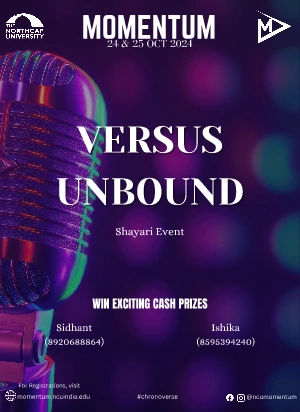 THE
NORTHCAP
UNIVERSITY
MOMENTUM
24 & 25 OCT 2024
M
VERSUS
UNBOUND
Shayari Event
WIN EXCITING CASH PRIZES
Sidhant
(8920688864)
Ishika
(8595394240)
For Registrations, visit
momentum.ncuindia.edu
#chronoverse
@ncumomentum